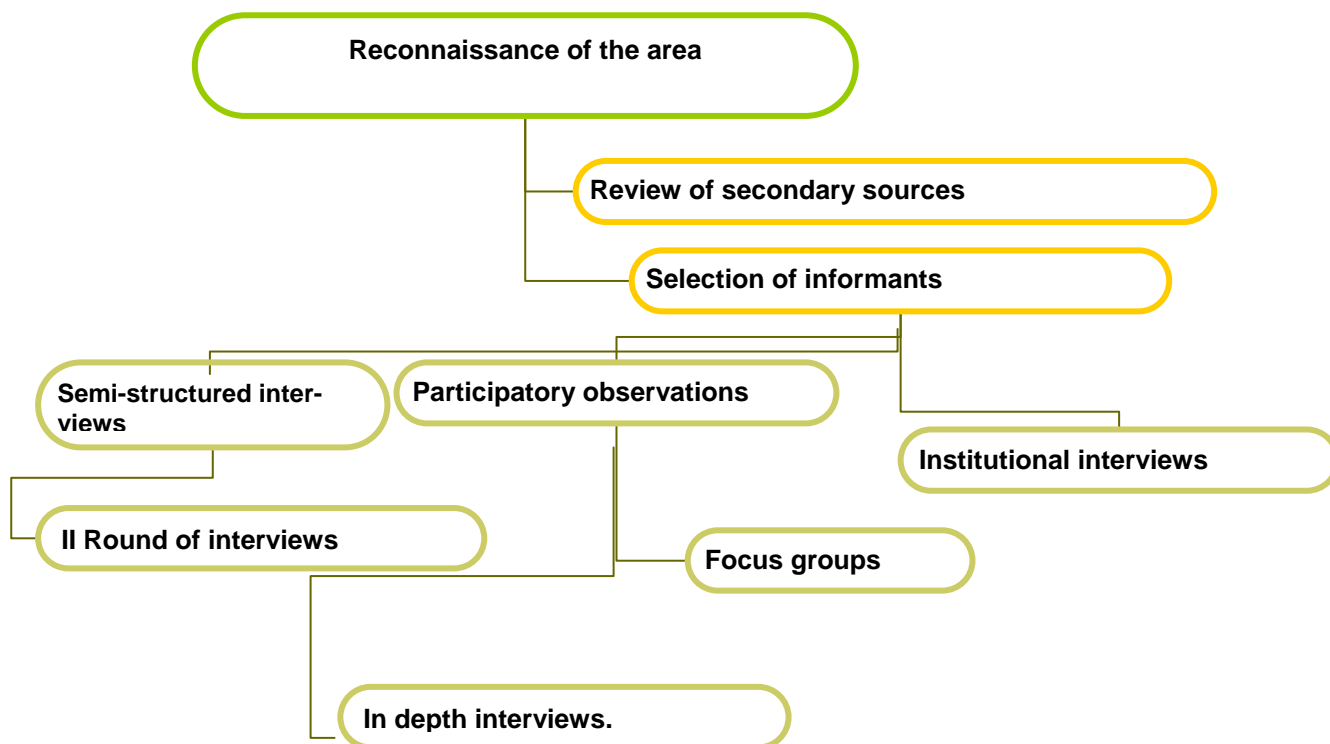 Reconnaissance of the area
Review of secondary sources
Selection of informants
Semi-structured inter-
views
Participatory observations
Institutional interviews
II Round of interviews
Focus groups
In depth interviews.